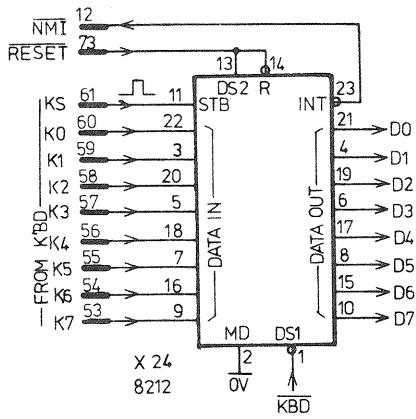 NMI 12
RESET 73
13 14
DS2 R 23
KS 61 11 STB INT
K0 60 22 21 D0
K1 59 3 4 D1
K2 58 20 19 D2
K3 57 5 6 D3
K4 56 18 17 D4
K5 55 7 8 D5
K6 54 16 15 D6
K7 53 9 10 D7
FROM KBD
DATA IN
DATA OUT
MD DS1
X 24 2 1
8212 0V KBD